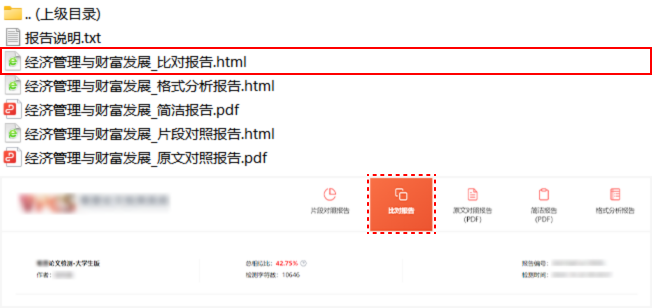 .. (上级目录)
报告说明.txt
经济管理与财富发展_比对报告.html
经济管理与财富发展_格式分析报告.html
经济管理与财富发展_简洁报告.pdf
经济管理与财富发展_片段对照报告.html
经济管理与财富发展_原文对照报告.pdf
片段对照报告
比对报告
原文对照报告
(PDF)
简洁报告
(PDF)
格式分析报告
论文检测-大学生版
总相似比：42.75%
报告编号：
作者：
检测字符数：10646
检测时间：